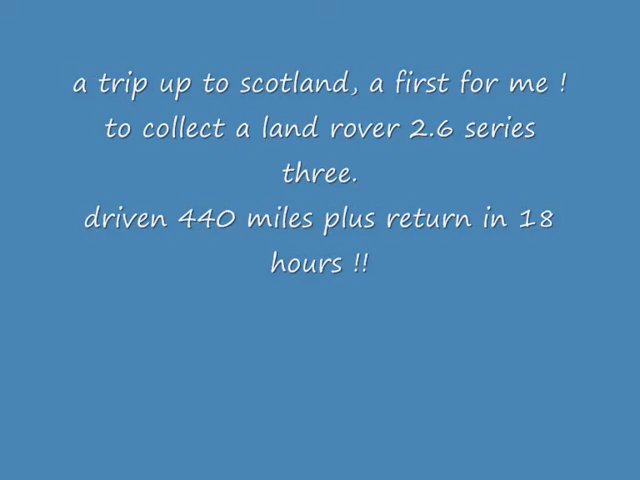 a trip up to scotland, a first for me !
to collect a land rover 2.6 series
three.
driven 440 miles plus return in 18
hours !!